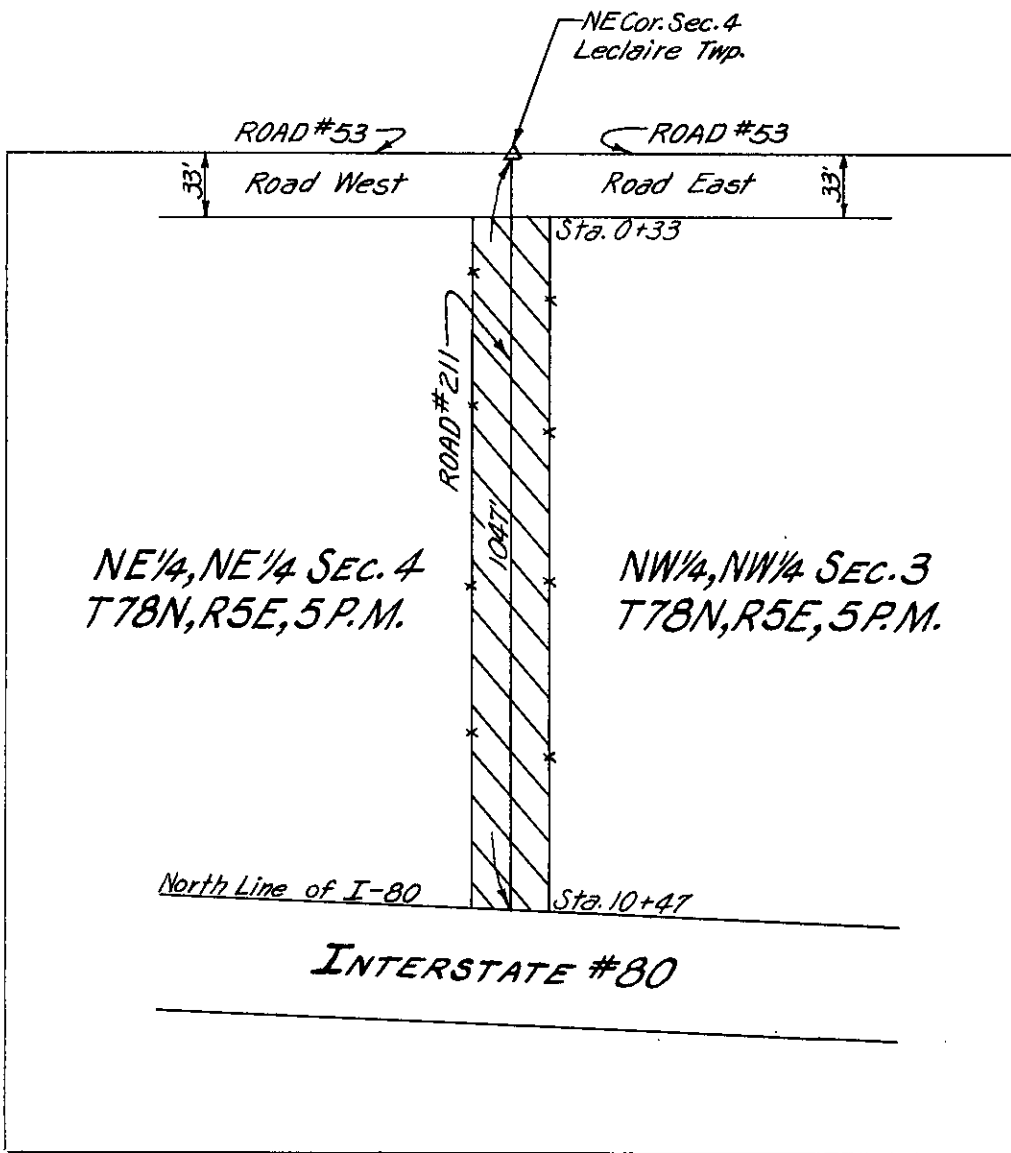 NE Cor. Sec. 4
Leclaire Twp.
ROAD #53
ROAD #53
33'
Road West
Road East
33'
Sta. 0+33
ROAD #211
1047'
NE1/4, NE1/4 SEC. 4
T78N, R5E, 5 P.M.
NW1/4, NW1/4 SEC. 3
T78N, R5E, 5 P.M.
North Line of I-80
Sta. 10+47
INTERSTATE #80